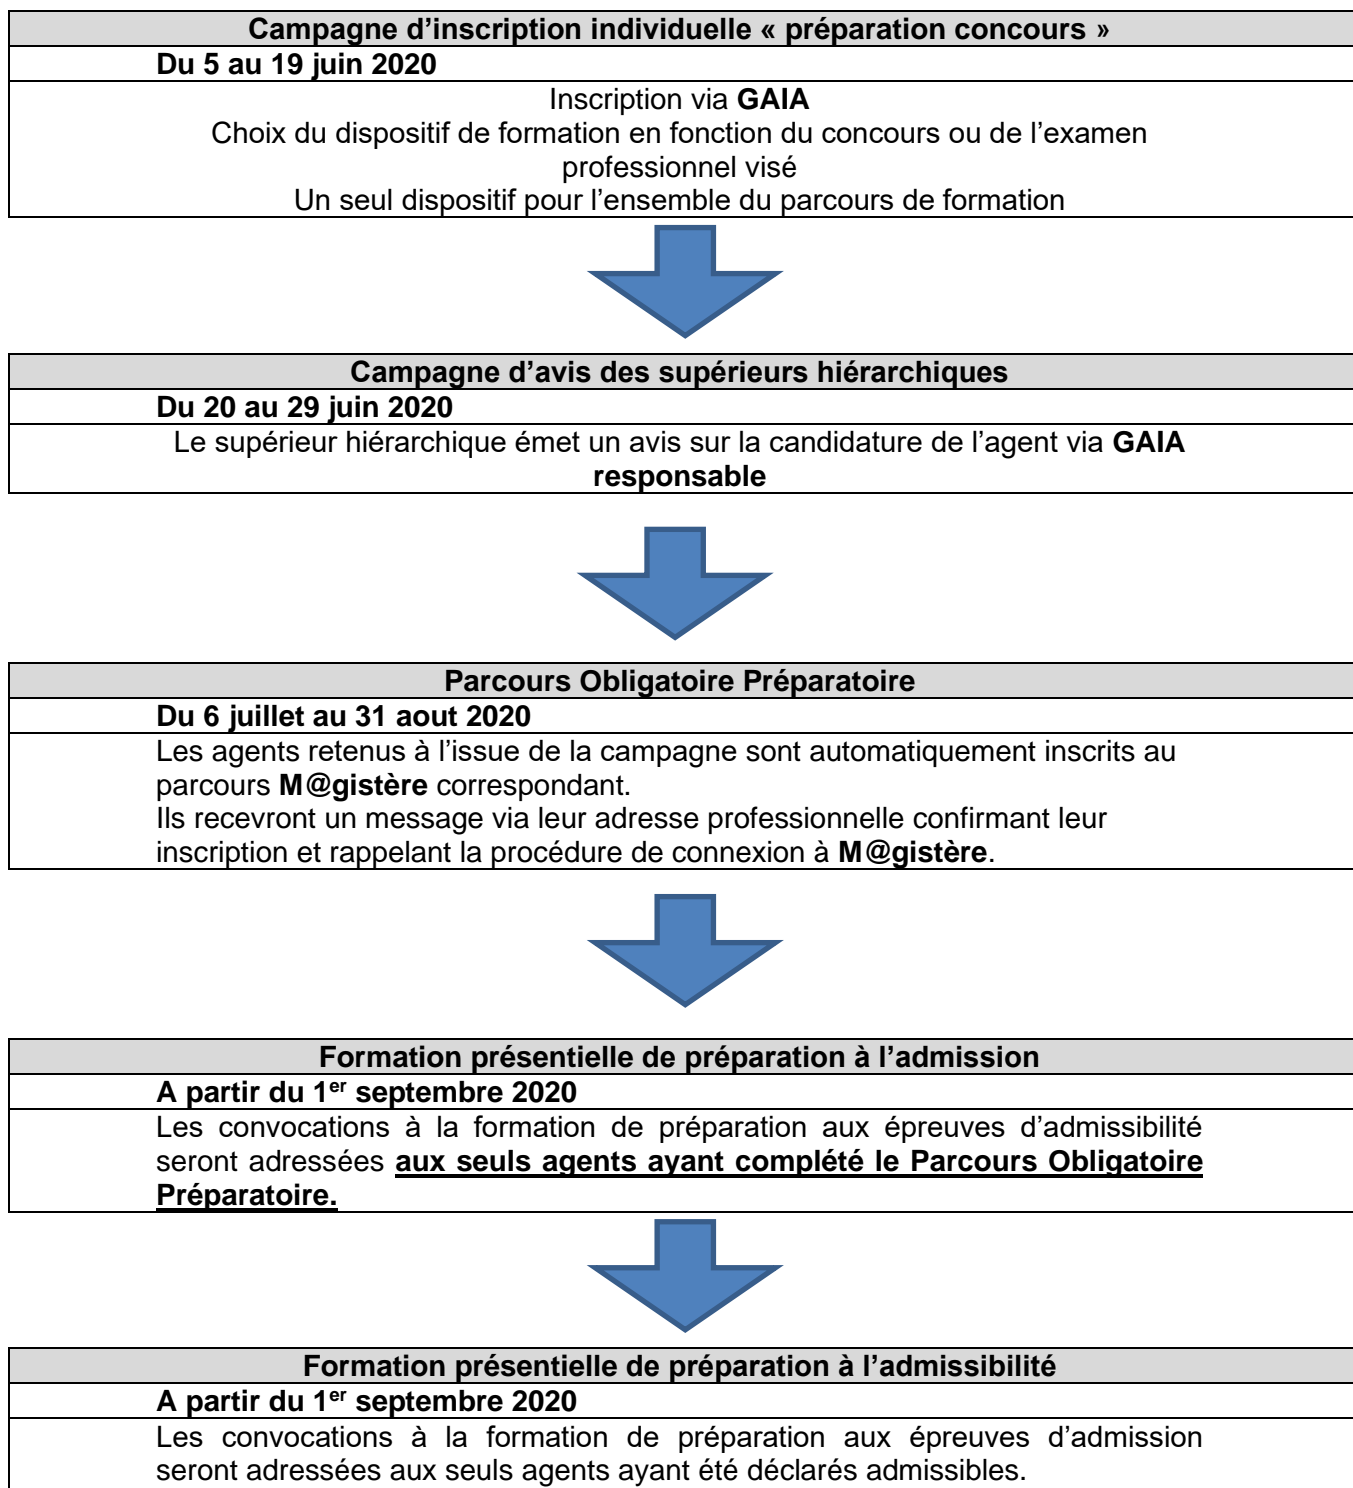 Campagne d’inscription individuelle « préparation concours »
Du 5 au 19 juin 2020
Inscription via GAIA
Choix du dispositif de formation en fonction du concours ou de l’examen
professionnel visé
Un seul dispositif pour l’ensemble du parcours de formation
Campagne d’avis des supérieurs hiérarchiques
Du 20 au 29 juin 2020
Le supérieur hiérarchique émet un avis sur la candidature de l’agent via GAIA
responsable
Parcours Obligatoire Préparatoire
Du 6 juillet au 31 aout 2020
Les agents retenus à l’issue de la campagne sont automatiquement inscrits au
parcours M@gistère correspondant.
Ils recevront un message via leur adresse professionnelle confirmant leur
inscription et rappelant la procédure de connexion à M@gistère.
Formation présentielle de préparation à l’admission
A partir du 1er septembre 2020
Les convocations à la formation de préparation aux épreuves d’admissibilité
seront adressées aux seuls agents ayant complété le Parcours Obligatoire
Préparatoire.
Formation présentielle de préparation à l’admissibilité
A partir du 1er septembre 2020
Les convocations à la formation de préparation aux épreuves d’admission
seront adressées aux seuls agents ayant été déclarés admissibles.